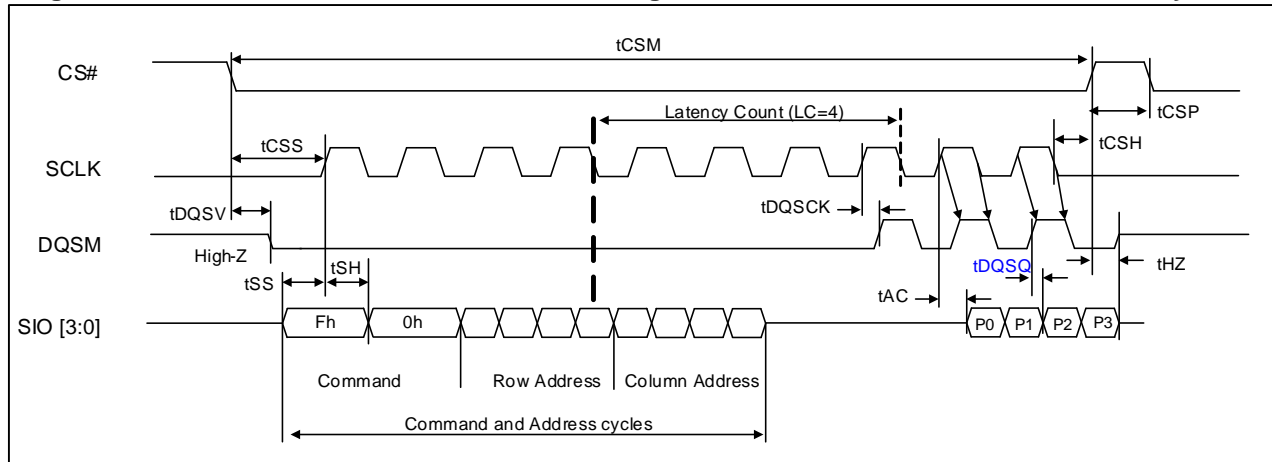 tCSM
CS#
Latency Count (LC=4)
tCSP
tCSS
tCSH
SCLK
tDQSV
tDQSCK
DQSM
High-Z
tSS
tSH
tDQSQ
tHZ
tAC
SIO [3:0]
Fh
0h
P0
P1
P2
P3
Command
Row Address
Column Address
Command and Address cycles